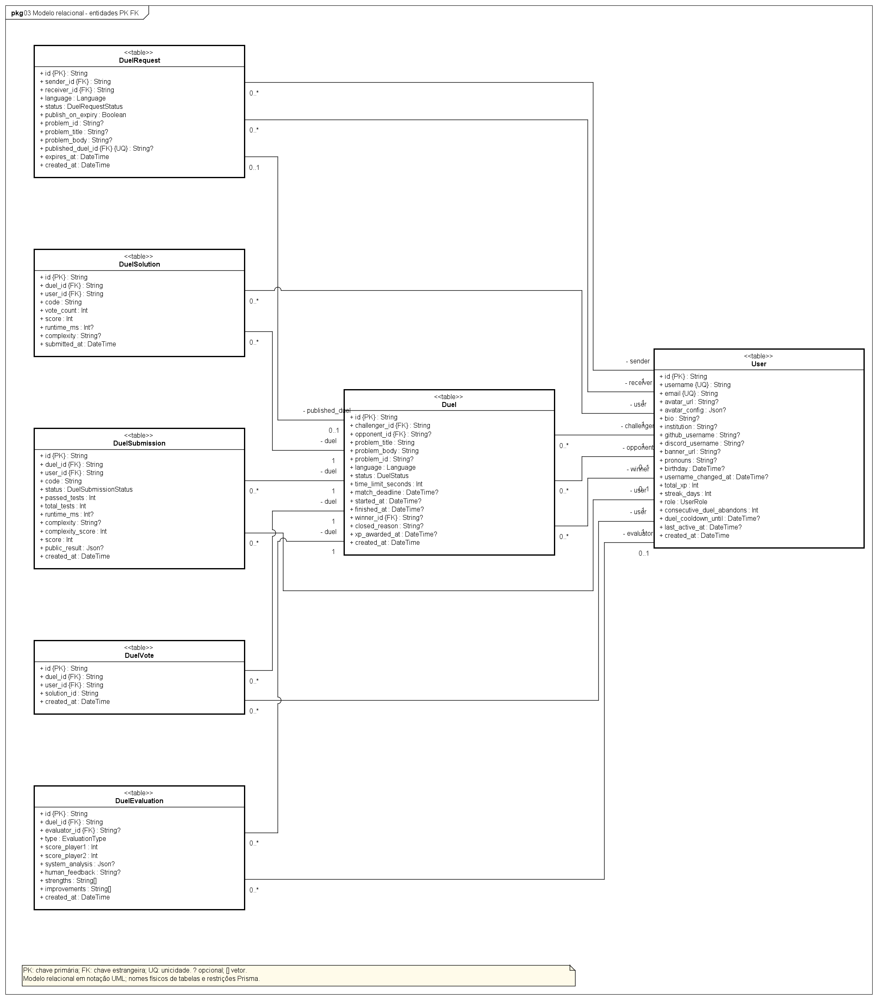 pkg 03 Modelo relacional - entidades PK FK
<<table>>
DuelRequest
+ id {PK} : String
+ sender_id {FK} : String
+ receiver_id {FK} : String
+ language : Language
+ status : DuelRequestStatus
+ publish_on_expiry : Boolean
+ problem_id : String?
+ problem_title : String?
+ problem_body : String?
+ published_duel_id {FK} {UQ} : String?
+ expires_at : DateTime
+ created_at : DateTime
0..*
0..*
0..1
<<table>>
DuelSolution
+ id {PK} : String
+ duel_id {FK} : String
+ user_id {FK} : String
+ code : String
+ vote_count : Int
+ score : Int
+ runtime_ms : Int?
+ complexity : String?
+ submitted_at : DateTime
0..*
0..*
<<table>>
DuelSubmission
+ id {PK} : String
+ duel_id {FK} : String
+ user_id {FK} : String
+ code : String
+ status : DuelSubmissionStatus
+ passed_tests : Int
+ total_tests : Int
+ runtime_ms : Int?
+ complexity : String?
+ complexity_score : Int
+ score : Int
+ public_result : Json?
+ created_at : DateTime
0..*
0..*
<<table>>
DuelVote
+ id {PK} : String
+ duel_id {FK} : String
+ user_id {FK} : String
+ solution_id : String
+ created_at : DateTime
0..*
0..*
<<table>>
DuelEvaluation
+ id {PK} : String
+ duel_id {FK} : String
+ evaluator_id {FK} : String?
+ type : EvaluationType
+ score_player1 : Int
+ score_player2 : Int
+ system_analysis : Json?
+ human_feedback : String?
+ strengths : String[]
+ improvements : String[]
+ created_at : DateTime
0..*
0..*
- published_duel
0..1
- duel
1
- duel
1
- duel
1
- duel
1
<<table>>
Duel
+ id {PK} : String
+ challenger_id {FK} : String
+ opponent_id {FK} : String?
+ problem_title : String
+ problem_body : String
+ problem_id : String?
+ language : Language
+ status : DuelStatus
+ time_limit_seconds : Int
+ match_deadline : DateTime?
+ started_at : DateTime?
+ finished_at : DateTime?
+ winner_id {FK} : String?
+ closed_reason : String?
+ xp_awarded_at : DateTime?
+ created_at : DateTime
0..*
0..*
0..*
- sender
1
- receiver
1
- user
1
- challenger
1
- opponent
0..1
- winner
0..1
- user
1
- user
1
- evaluator
0..1
<<table>>
User
+ id {PK} : String
+ username {UQ} : String
+ email {UQ} : String
+ avatar_url : String?
+ avatar_config : Json?
+ bio : String?
+ institution : String?
+ github_username : String?
+ discord_username : String?
+ banner_url : String?
+ pronouns : String?
+ birthday : DateTime?
+ username_changed_at : DateTime?
+ total_xp : Int
+ streak_days : Int
+ role : UserRole
+ consecutive_duel_abandons : Int
+ duel_cooldown_until : DateTime?
+ last_active_at : DateTime?
+ created_at : DateTime
PK: chave primária; FK: chave estrangeira; UQ: unicidade. ? opcional; [] vetor.
Modelo relacional em notação UML; nomes físicos de tabelas e restrições Prisma.